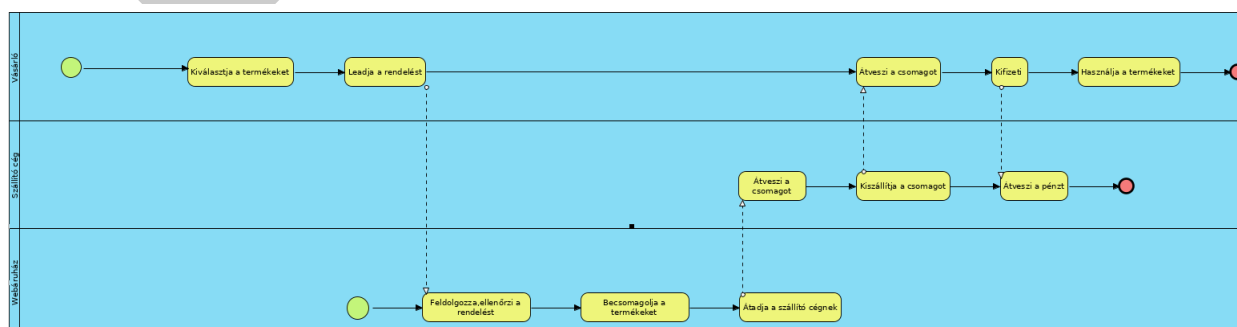 Vásárló
Kiválasztja a termékeket
Leadja a rendelést
Átveszi a csomagot
Kifizeti
Használja a termékeket
Szállító cég
Átveszi a
csomagot
Kiszállítja a csomagot
Átveszi a pénzt
Webáruház
Feldolgozza,ellenőrzi a
rendelést
Becsomagolja a
termékeket
Átadja a szállító cégnek